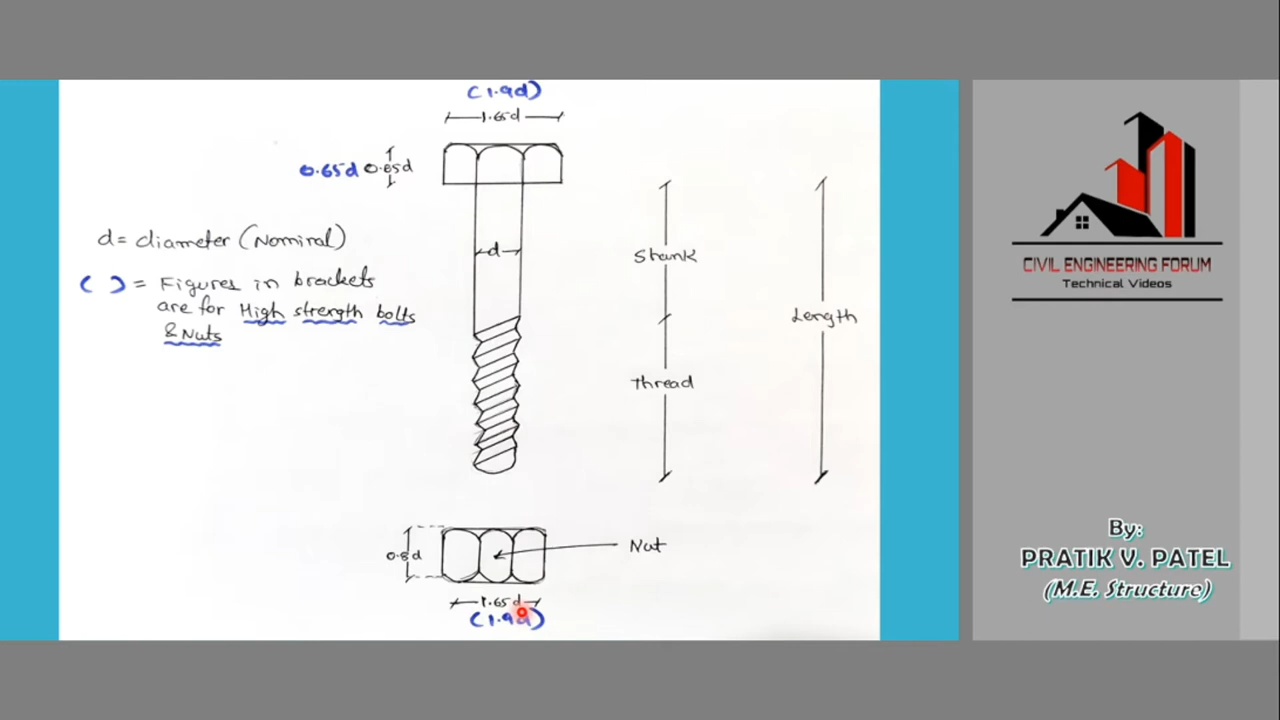 (1.9d)
1.65d
0.65d 0.65d
d = diameter (Nominal)
( ) = Figures in brackets
are for High strength bolts
& Nuts
d
Shank
Thread
Length
0.8d
Nut
1.65d
(1.9d)
CIVIL ENGINEERING FORUM
Technical Videos
By:
PRATIK V. PATEL
(M.E. Structure)